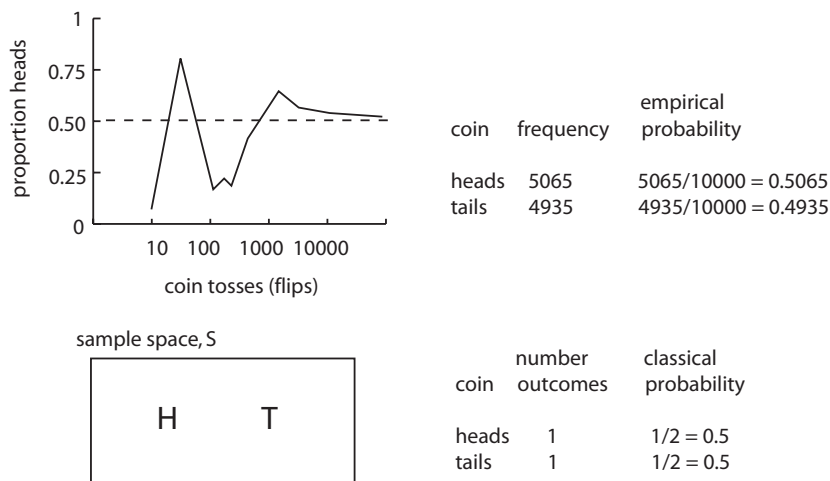 1
0.75
0.50
0.25
0
proportion heads
10 100 1000 10000
coin tosses (flips)
empirical
coin frequency probability
heads 5065 5065/10000 = 0.5065
tails 4935 4935/10000 = 0.4935
sample space, S
H T
number classical
coin outcomes probability
heads 1 1/2 = 0.5
tails 1 1/2 = 0.5